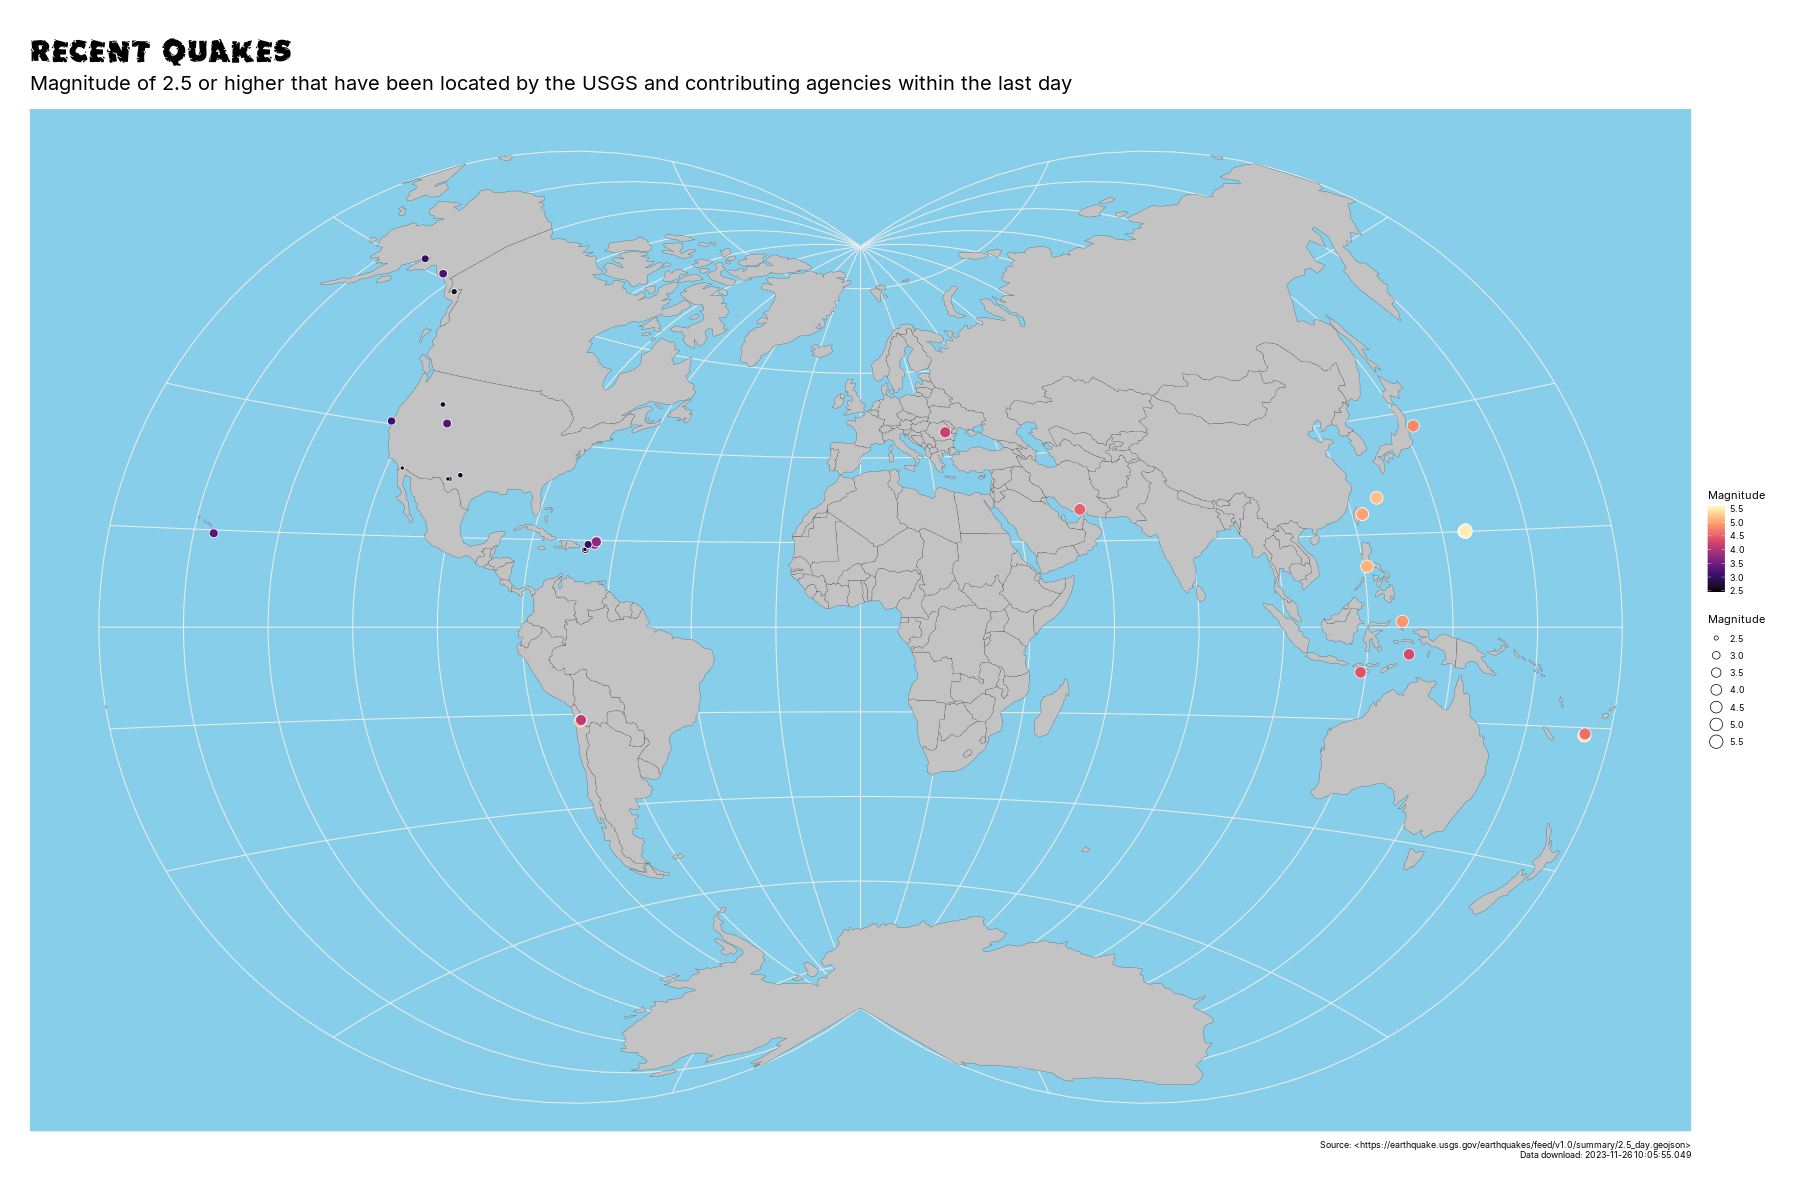 RECENT QUAKES
Magnitude of 2.5 or higher that have been located by the USGS and contributing agencies within the last day
Magnitude
5.5
5.0
4.5
4.0
3.5
3.0
2.5
Magnitude
2.5
3.0
3.5
4.0
4.5
5.0
5.5
Source: <https://earthquake.usgs.gov/earthquakes/feed/v1.0/summary/2.5_day.geojson>
Data download: 2023-11-26 10:05:55.049